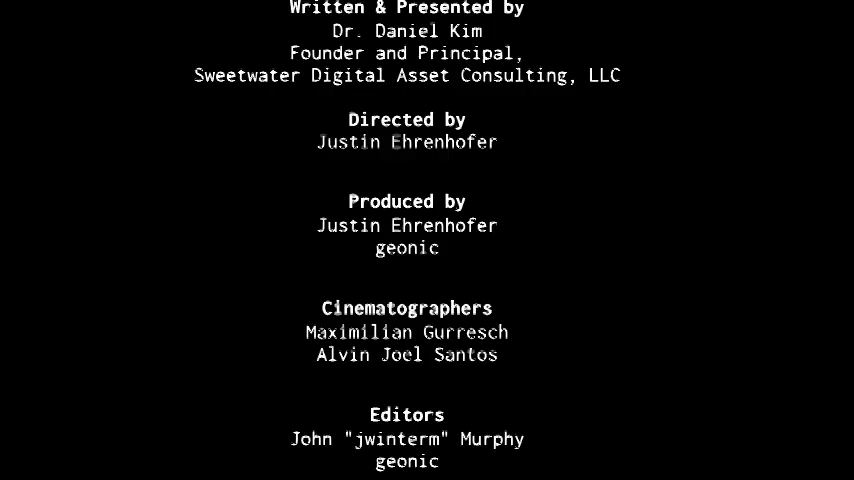 Written & Presented by
Dr. Daniel Kim
Founder and Principal,
Sweetwater Digital Asset Consulting, LLC
Directed by
Justin Ehrenhofer
Produced by
Justin Ehrenhofer
geonic
Cinematographers
Maximilian Gurresch
Alvin Joel Santos
Editors
John "jwinterm" Murphy
geonic